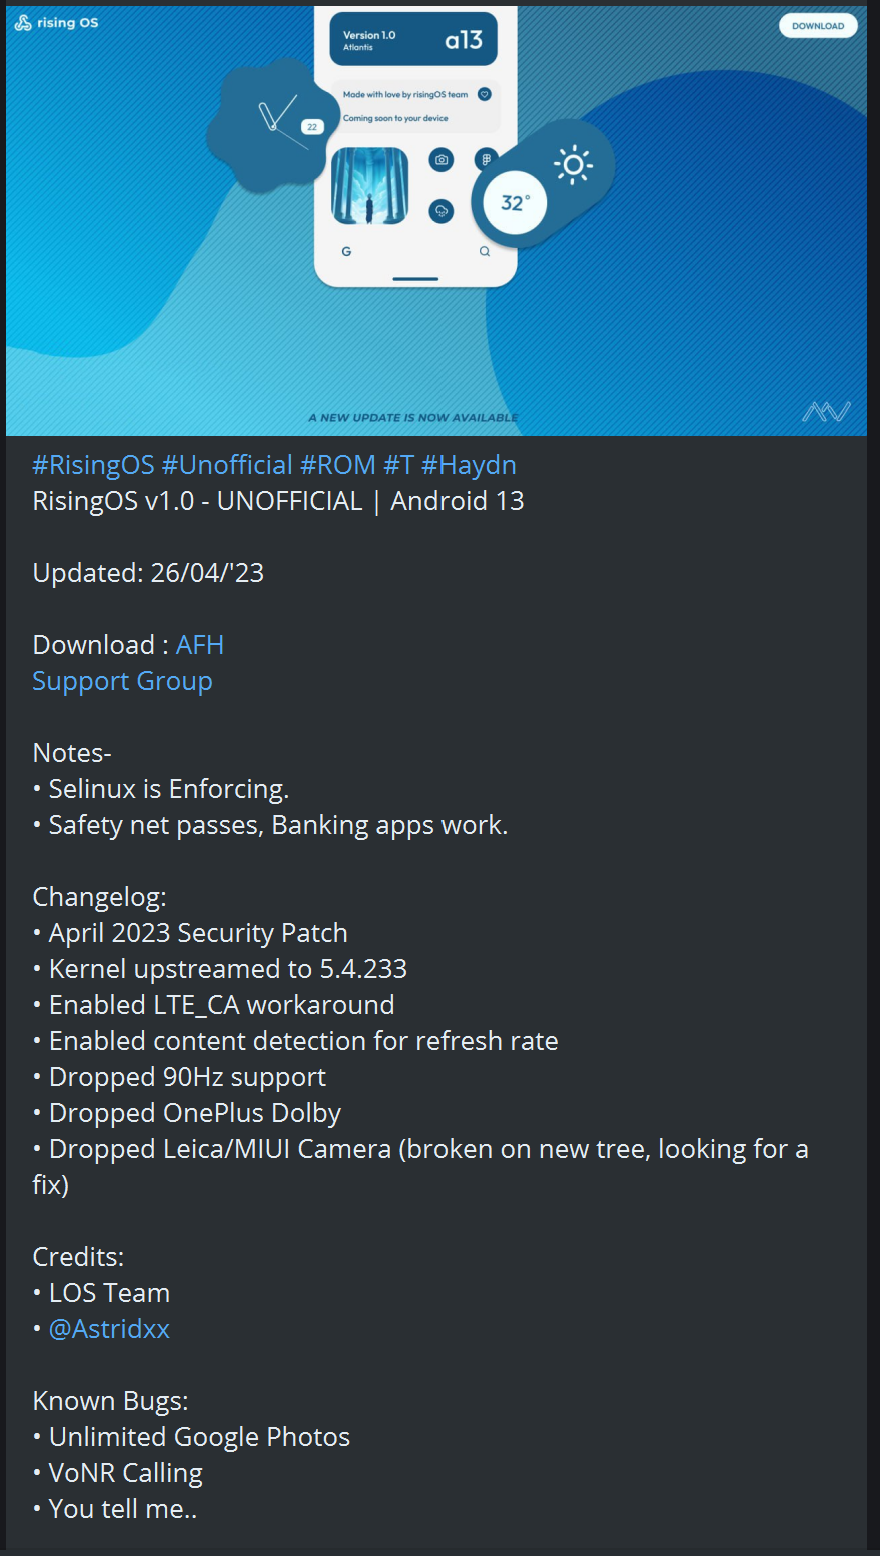 rising OS
DOWNLOAD
Version 1.0
Atlantis
a13
Made with love by risingOS team
Coming soon to your device
22
32°
G
A NEW UPDATE IS NOW AVAILABLE
#RisingOS #Unofficial #ROM #T #Haydn
RisingOS v1.0 - UNOFFICIAL | Android 13
Updated: 26/04/'23
Download : AFH
Support Group
Notes-
• Selinux is Enforcing.
• Safety net passes, Banking apps work.
Changelog:
• April 2023 Security Patch
• Kernel upstreamed to 5.4.233
• Enabled LTE_CA workaround
• Enabled content detection for refresh rate
• Dropped 90Hz support
• Dropped OnePlus Dolby
• Dropped Leica/MIUI Camera (broken on new tree, looking for a
fix)
Credits:
• LOS Team
• @Astridxx
Known Bugs:
• Unlimited Google Photos
• VoNR Calling
• You tell me..